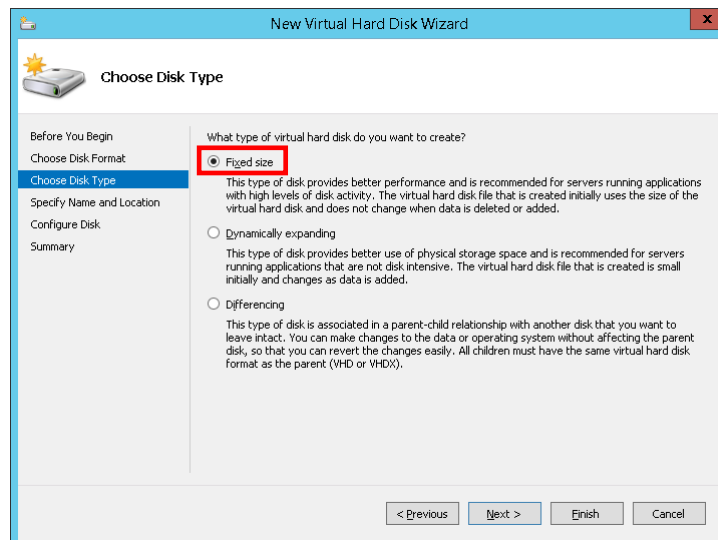 New Virtual Hard Disk Wizard
x
Choose Disk Type
Before You Begin
Choose Disk Format
Choose Disk Type
Specify Name and Location
Configure Disk
Summary
What type of virtual hard disk do you want to create?
Fixed size
This type of disk provides better performance and is recommended for servers running applications
with high levels of disk activity. The virtual hard disk file that is created initially uses the size of the
virtual hard disk and does not change when data is deleted or added.
Dynamically expanding
This type of disk provides better use of physical storage space and is recommended for servers
running applications that are not disk intensive. The virtual hard disk file that is created is small
initially and changes as data is added.
Differencing
This type of disk is associated in a parent-child relationship with another disk that you want to
leave intact. You can make changes to the data or operating system without affecting the parent
disk, so that you can revert the changes easily. All children must have the same virtual hard disk
format as the parent (VHD or VHDX).
< Previous
Next >
Finish
Cancel